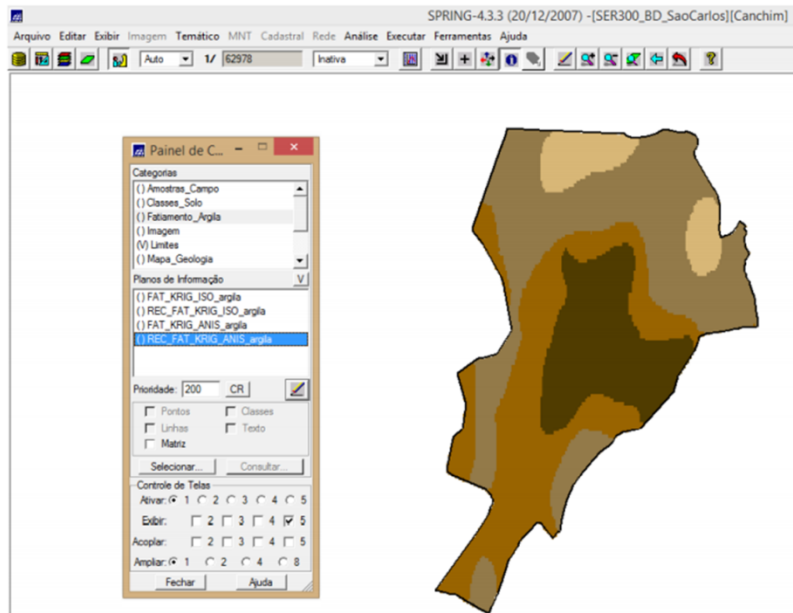 SPRING-4.3.3 (20/12/2007) -[SER300_BD_SaoCarlos][Canchim]
Arquivo Editar Exibir Imagem Temático MNT Cadastral Rede Análise Executar Ferramentas Ajuda
Auto 1/ 62978 Inativa
Painel de C...
Categorias
() Amostras_Campo
() Classes_Solo
() Fatiamento_Argila
() Imagem
(V) Limites
() Mapa_Geologia
Planos de Informação V
() FAT_KRIG_ISO_argila
() REC_FAT_KRIG_ISO_argila
() FAT_KRIG_ANIS_argila
() REC_FAT_KRIG_ANIS_argila
Prioridade: 200 CR
Pontos Classes
Linhas Texto
Matriz
Selecionar... Consultar...
Controle de Telas
Ativar: 1 2 3 4 5
Exibir: 2 3 4 5
Acoplar: 2 3 4 5
Ampliar: 1 2 4 8
Fechar Ajuda